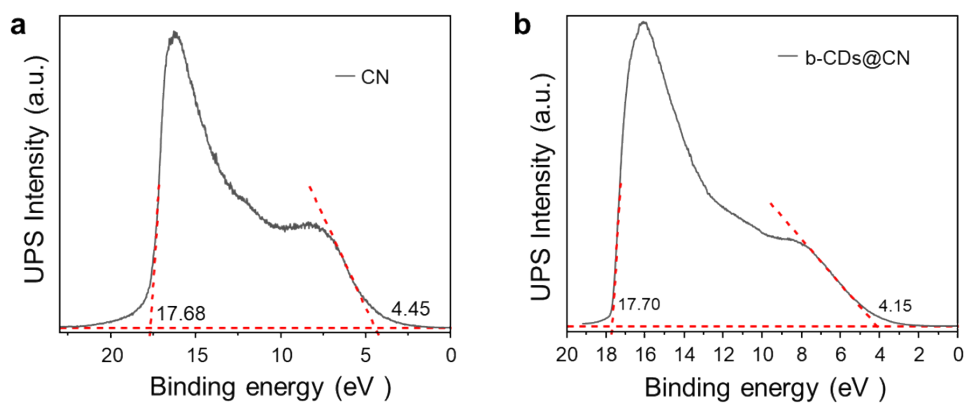 a
CN
UPS Intensity (a.u.)
17.68
4.45
20 15 10 5 0
Binding energy (eV )
b
b-CDs@CN
UPS Intensity (a.u.)
17.70
4.15
20 18 16 14 12 10 8 6 4 2 0
Binding energy (eV )